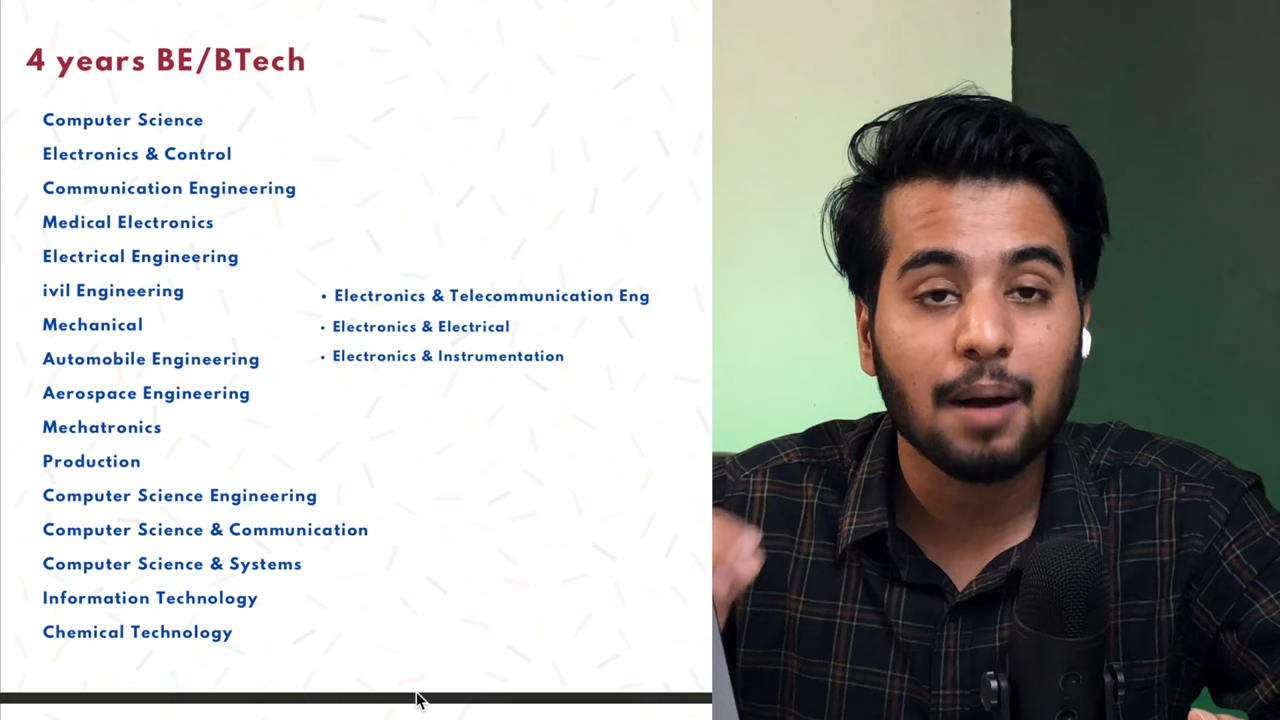 4 years BE/BTech
Computer Science
Electronics & Control
Communication Engineering
Medical Electronics
Electrical Engineering
ivil Engineering
Mechanical
Automobile Engineering
Aerospace Engineering
Mechatronics
Production
Computer Science Engineering
Computer Science & Communication
Computer Science & Systems
Information Technology
Chemical Technology
• Electronics & Telecommunication Eng
• Electronics & Electrical
• Electronics & Instrumentation